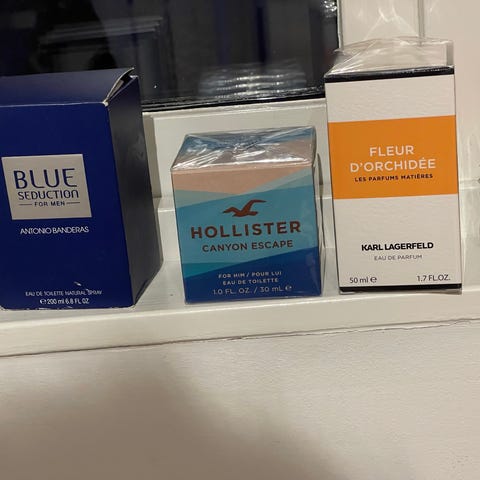 BLUE
SEDUCTION
FOR MEN
ANTONIO BANDERAS
EAU DE TOILETTE NATURAL SPRAY
℮ 200 ml 6.8 FL OZ
HOLLISTER
CANYON ESCAPE
FOR HIM / POUR LUI
EAU DE TOILETTE
1.0 FL. OZ. / 30 ml ℮
FLEUR
D'ORCHIDÉE
LES PARFUMS MATIÈRES
KARL LAGERFELD
EAU DE PARFUM
50 ml ℮ 1.7 FL.OZ.